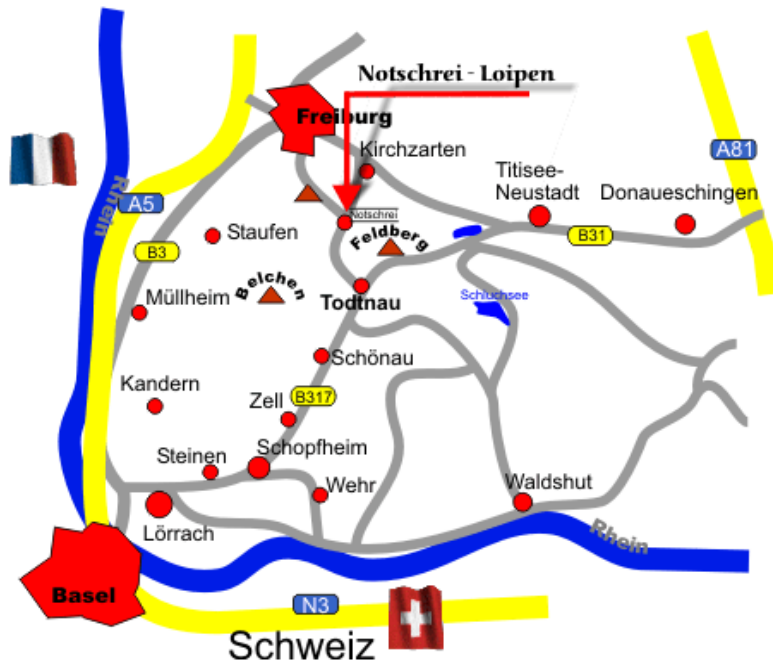 Notschrei - Loipen
Freiburg
Kirchzarten
A81
Titisee-
Neustadt
Donaueschingen
Rhein
A5
Notschrei
Staufen
Feldberg
B31
B3
Belchen
Müllheim
Todtnau
Schluchsee
Schönau
Kandern
Zell
B317
Steinen
Schopfheim
Wehr
Waldshut
Lörrach
Rhein
Basel
N3
Schweiz